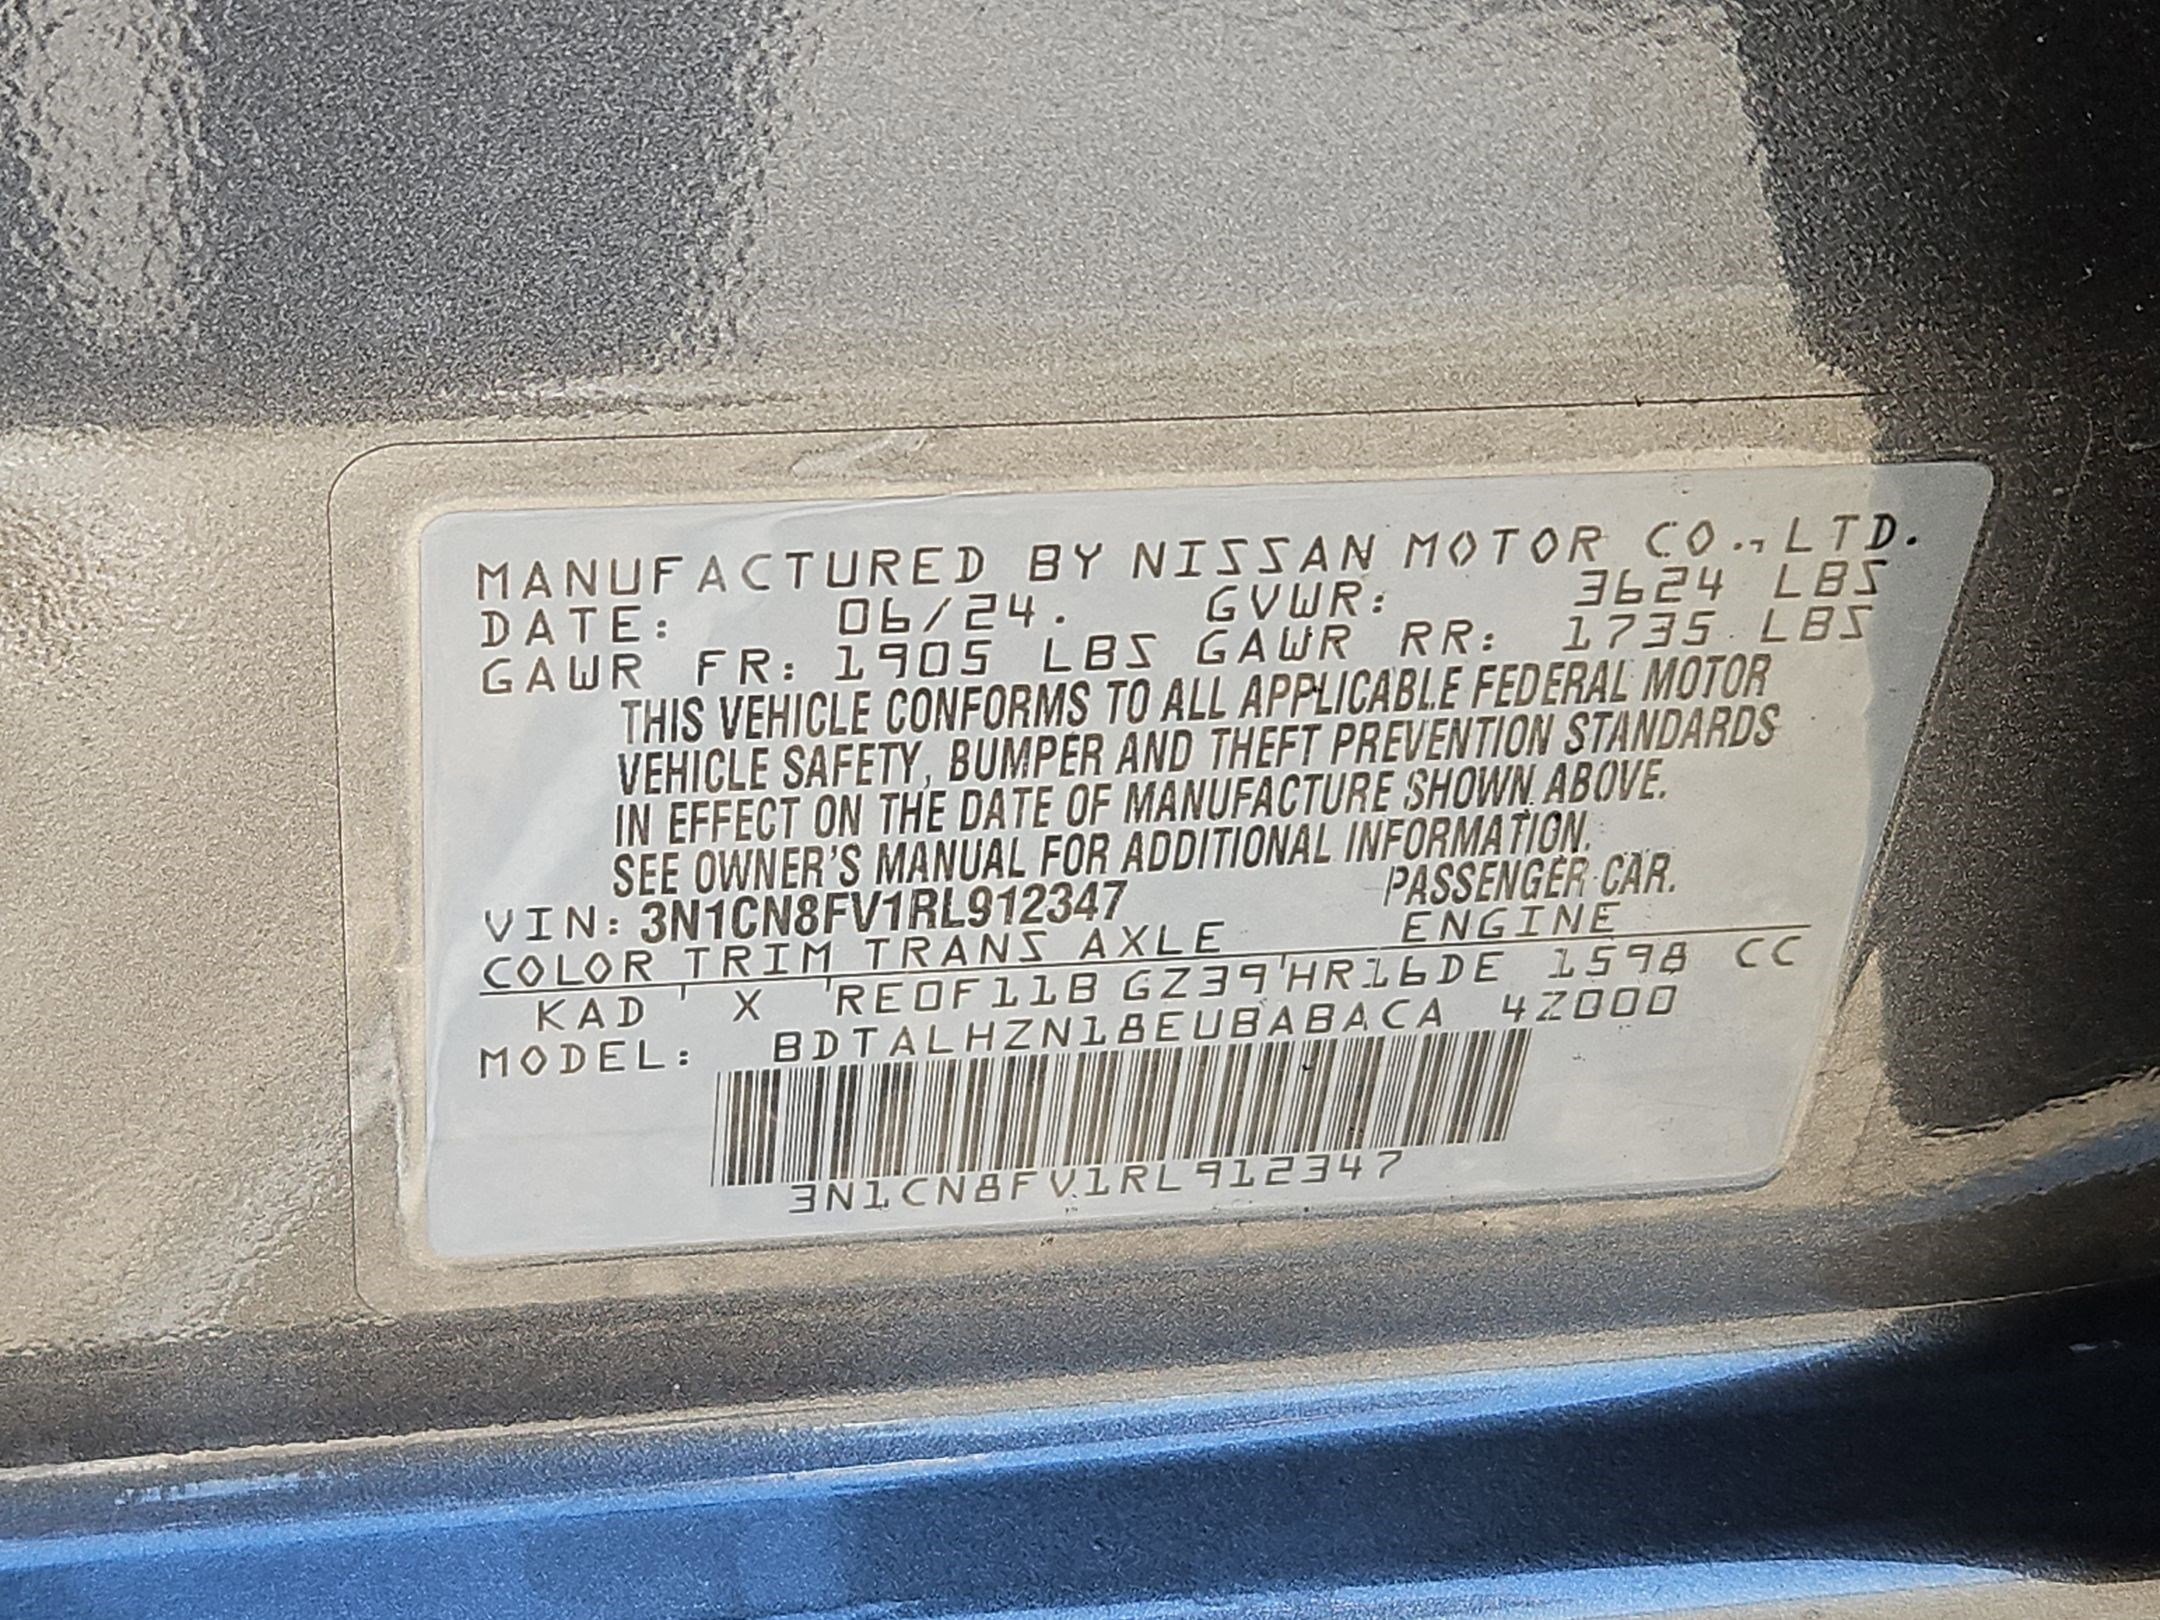 MANUFACTURED BY NISSAN MOTOR CO., LTD.
DATE: 06/24. GVWR: 3624 LBS
GAWR FR: 1905 LBS GAWR RR: 1735 LBS
THIS VEHICLE CONFORMS TO ALL APPLICABLE FEDERAL MOTOR
VEHICLE SAFETY, BUMPER AND THEFT PREVENTION STANDARDS
IN EFFECT ON THE DATE OF MANUFACTURE SHOWN ABOVE.
SEE OWNER'S MANUAL FOR ADDITIONAL INFORMATION.
VIN: 3N1CN8FV1RL912347 PASSENGER CAR.
COLOR TRIM TRANS AXLE ENGINE
KAD X RE0F11B GZ39 HR16DE 1598 CC
MODEL: BDTALHZN18EUBABACA 4Z000
3N1CN8FV1RL912347